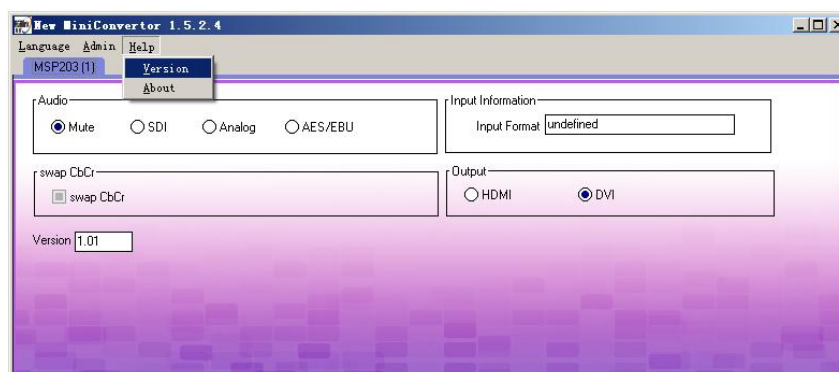 New MiniConvertor 1.5.2.4
Language Admin Help
MSP203 (1)
Version
About
Audio
Mute SDI Analog AES/EBU
Input Information
Input Format undefined
swap CbCr
swap CbCr
Output
HDMI DVI
Version 1.01